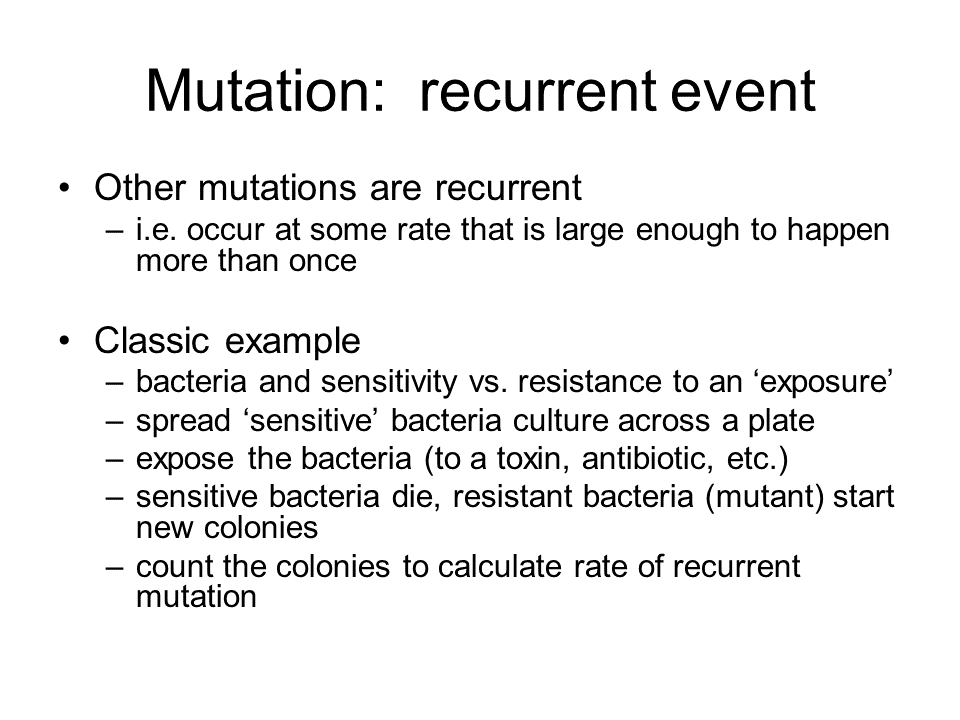 Mutation:  recurrent event
• Other mutations are recurrent
– i.e. occur at some rate that is large enough to happen
more than once
• Classic example
– bacteria and sensitivity vs. resistance to an ‘exposure’
– spread ‘sensitive’ bacteria culture across a plate
– expose the bacteria (to a toxin, antibiotic, etc.)
– sensitive bacteria die, resistant bacteria (mutant) start
new colonies
– count the colonies to calculate rate of recurrent
mutation